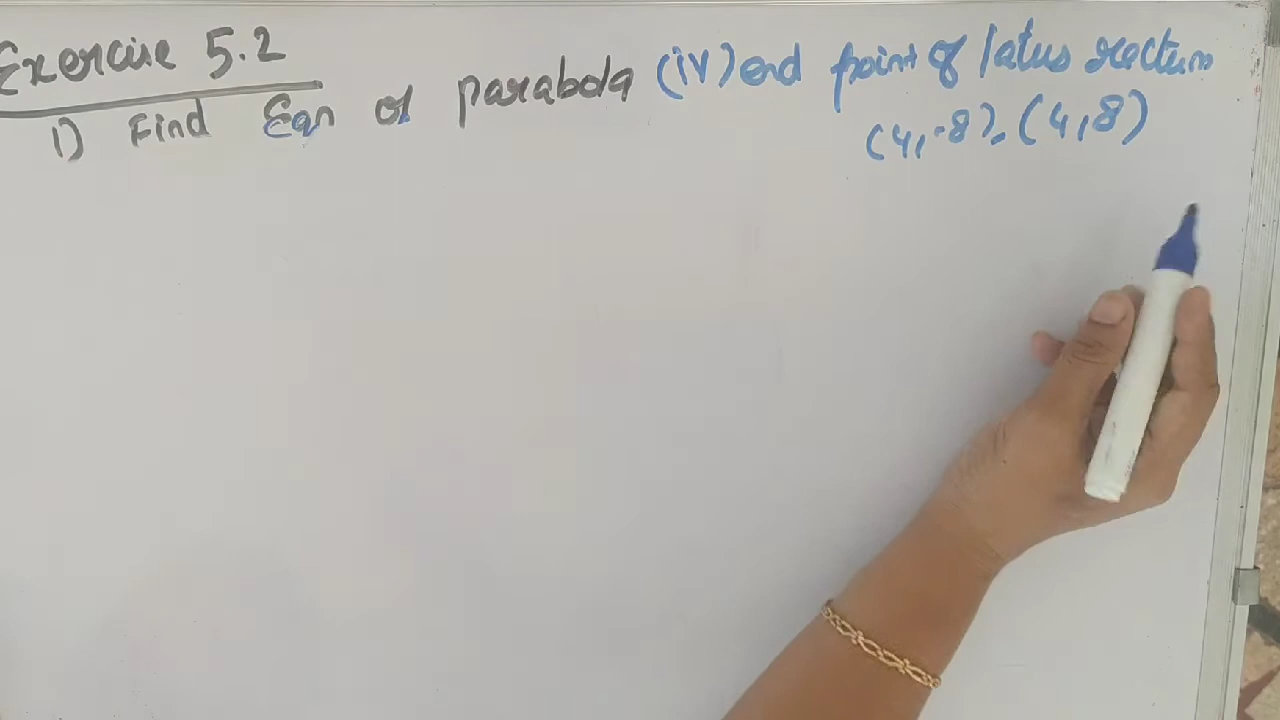 Exercise 5.2
1) Find Eqn of parabola (iv) end point of latus rectum
(4,-8), (4,8)